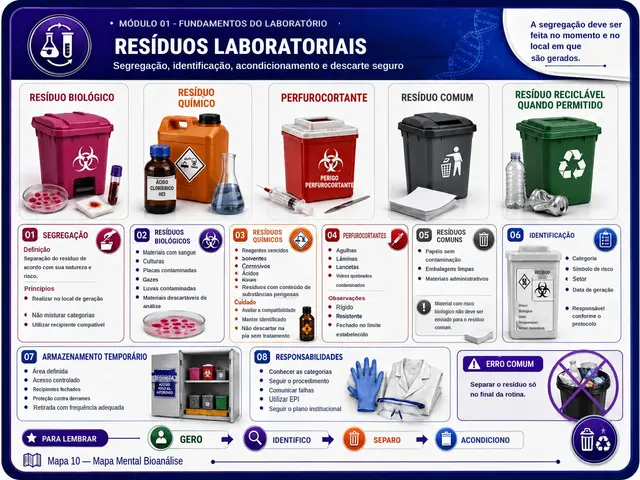 MÓDULO 01 - FUNDAMENTOS DO LABORATÓRIO
RESÍDUOS LABORATORIAIS
Segregação, identificação, acondicionamento e descarte seguro
A segregação deve ser
feita no momento e no
local em que
são gerados.
RESÍDUO BIOLÓGICO
RESÍDUO
QUÍMICO
ÁCIDO
CLORÍDRICO
HCl
PERFUROCORTANTE
PERIGO
PERFUROCORTANTE
RESÍDUO COMUM
RESÍDUO RECICLÁVEL
QUANDO PERMITIDO
01 SEGREGAÇÃO
Definição
Separação do resíduo de
acordo com sua natureza e
risco.
Princípios
Realizar no local de geração
Não misturar categorias
Utilizar recipiente compatível
02 RESÍDUOS
BIOLÓGICOS
Materiais com sangue
Culturas
Placas contaminadas
Gazes
Luvas contaminadas
Materiais descartáveis de
análise
03 RESÍDUOS
QUÍMICOS
Reagentes vencidos
Solventes
Corrosivos
Ácidos
Resíduos com conteúdo de
substâncias perigosas
Cuidado
Avaliar a compatibilidade
Manter identificado
Não descartar na
pia sem tratamento
04 PERFUROCORTANTES
Agulhas
Lâminas
Lancetas
Vidros quebrados
contaminados
Observações
Rígido
Resistente
Fechado no limite
estabelecido
05 RESÍDUOS
COMUNS
Papéis sem
contaminação
Embalagens limpas
Materiais administrativos
Material com risco
biológico não deve ser
enviado para o resíduo
comum.
06 IDENTIFICAÇÃO
RESÍDUO
Categoria
Símbolo de risco
Setor
Data de geração
Responsável
conforme o
protocolo
07 ARMAZENAMENTO TEMPORÁRIO
Área definida
Acesso controlado
Recipientes fechados
Proteção contra derrames
Retirada com frequência adequada
08 RESPONSABILIDADES
Conhecer as categorias
Seguir o procedimento
Comunicar falhas
Utilizar EPI
Seguir o plano institucional
ERRO COMUM
Separar o resíduo só
no final da rotina.
PARA LEMBRAR
GERO
IDENTIFICO
SEPARO
ACONDICIONO
Mapa 10 — Mapa Mental Bioanálise